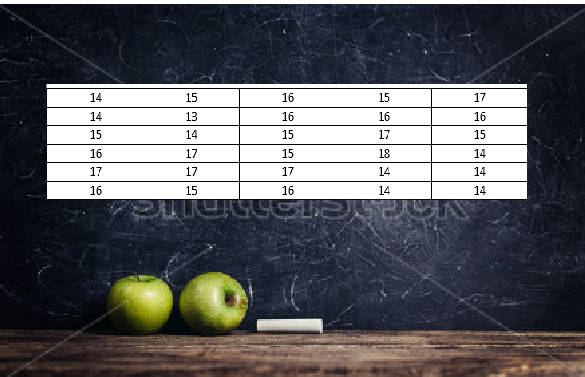 14 15 16 15 17
14 13 16 16 16
15 14 15 17 15
16 17 15 18 14
17 17 17 14 14
16 15 16 14 14
shutterstock